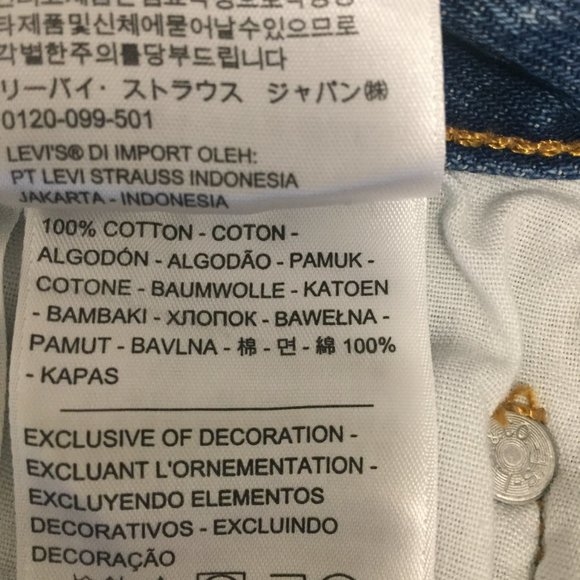 타제품및신체에묻어날수있으므로
각별한주의를당부드립니다
リーバイ・ストラウス ジャパン㈱
0120-099-501
LEVI'S® DI IMPORT OLEH:
PT LEVI STRAUSS INDONESIA
JAKARTA - INDONESIA
100% COTTON - COTON -
ALGODÓN - ALGODÃO - PAMUK -
COTONE - BAUMWOLLE - KATOEN
- BAMBAKI - ХЛОПОК - BAWEŁNA -
PAMUT - BAVLNA - 棉 - 면 - 綿 100%
- KAPAS
EXCLUSIVE OF DECORATION -
EXCLUANT L'ORNEMENTATION -
EXCLUYENDO ELEMENTOS
DECORATIVOS - EXCLUINDO
DECORAÇÃO